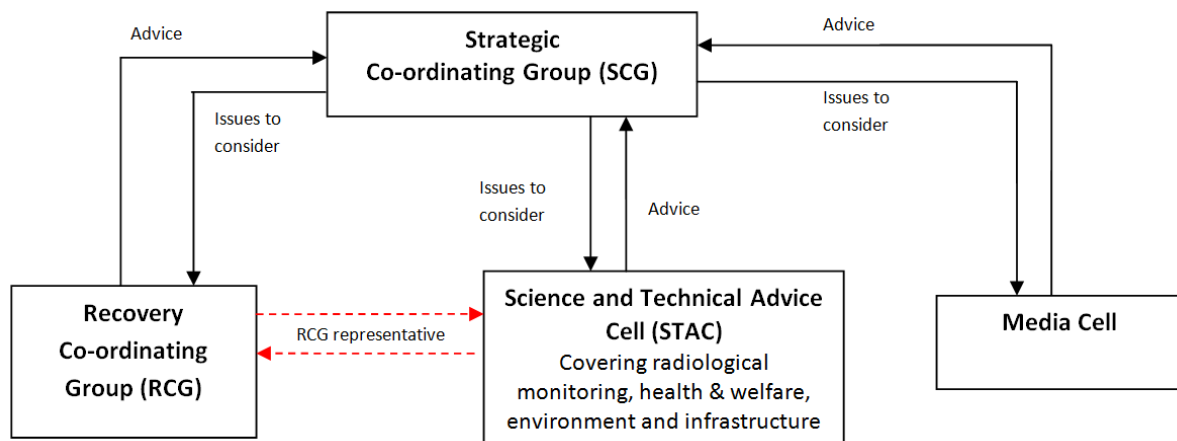 Advice
Strategic
Co-ordinating Group (SCG)
Advice
Issues to
consider
Issues to
consider
Issues to
consider
Advice
Recovery
Co-ordinating
Group (RCG)
RCG representative
Science and Technical Advice
Cell (STAC)
Covering radiological
monitoring, health & welfare,
environment and infrastructure
Media Cell